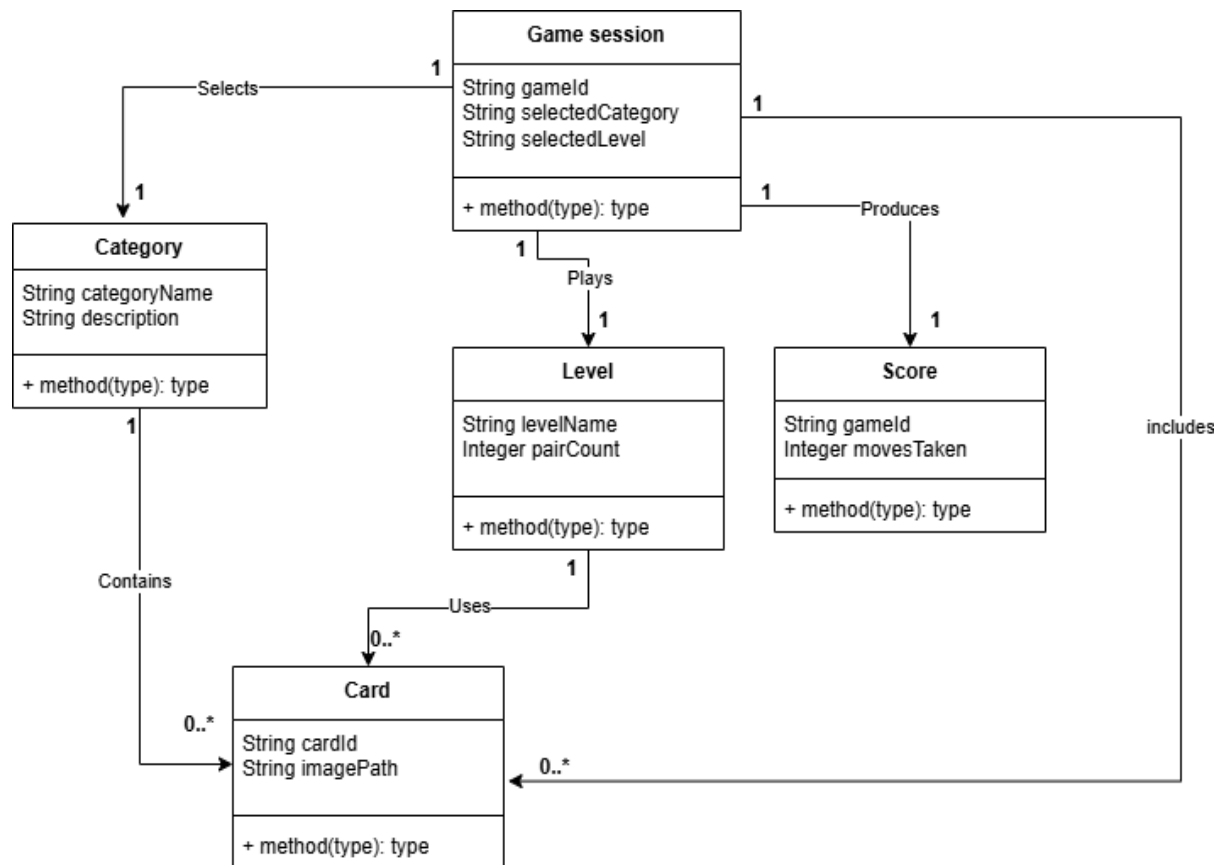 Game session
String gameId
String selectedCategory
String selectedLevel
+ method(type): type
1
Selects
1
1
includes
0..*
1
Produces
1
1
Plays
1
Category
String categoryName
String description
+ method(type): type
1
Contains
0..*
Level
String levelName
Integer pairCount
+ method(type): type
1
Uses
0..*
Score
String gameId
Integer movesTaken
+ method(type): type
Card
String cardId
String imagePath
+ method(type): type